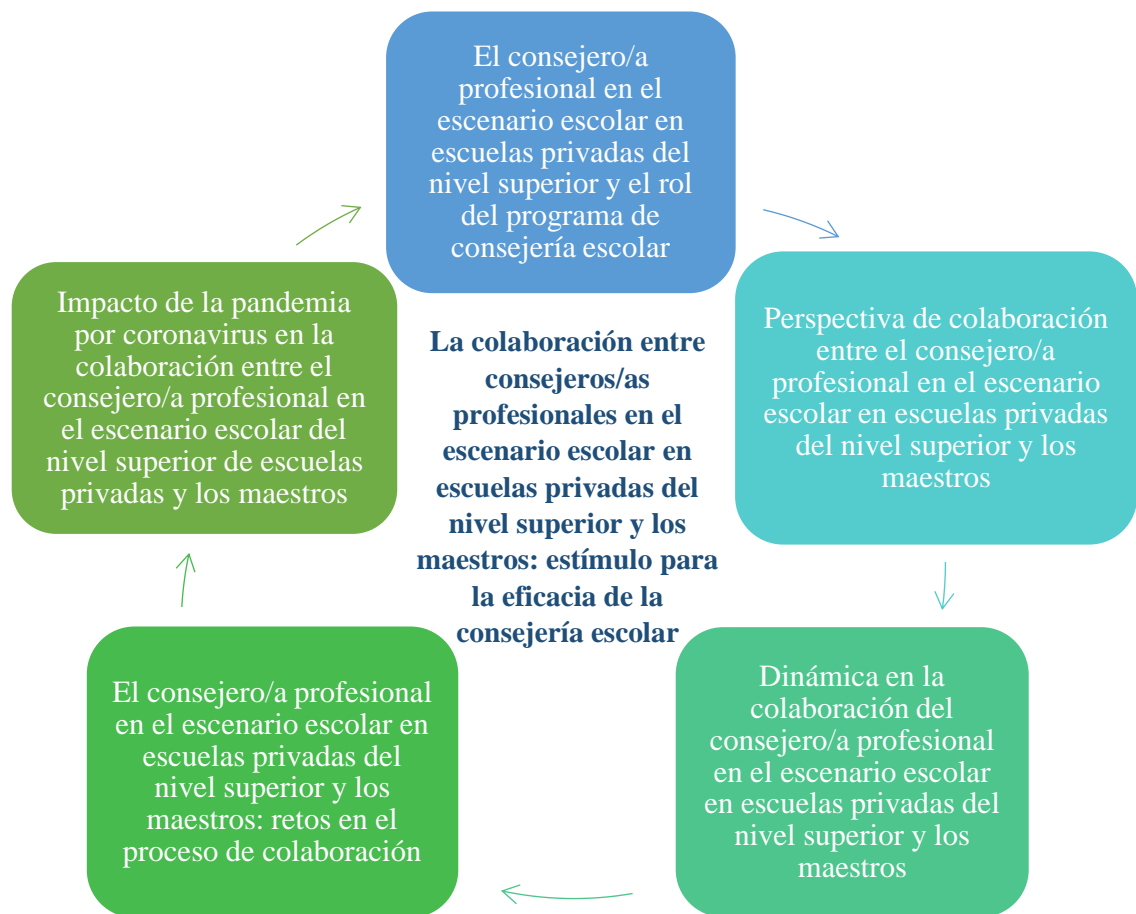 El consejero/a
profesional en el
escenario escolar en
escuelas privadas del
nivel superior y el rol
del programa de
consejería escolar
Perspectiva de colaboración
entre el consejero/a
profesional en el escenario
escolar en escuelas privadas
del nivel superior y los
maestros
Dinámica en la
colaboración del
consejero/a profesional
en el escenario escolar
en escuelas privadas del
nivel superior y los
maestros
El consejero/a profesional
en el escenario escolar en
escuelas privadas del
nivel superior y los
maestros: retos en el
proceso de colaboración
Impacto de la pandemia
por coronavirus en la
colaboración entre el
consejero/a profesional en
el escenario escolar del
nivel superior de escuelas
privadas y los maestros
La colaboración entre
consejeros/as
profesionales en el
escenario escolar en
escuelas privadas del
nivel superior y los
maestros: estímulo para
la eficacia de la
consejería escolar